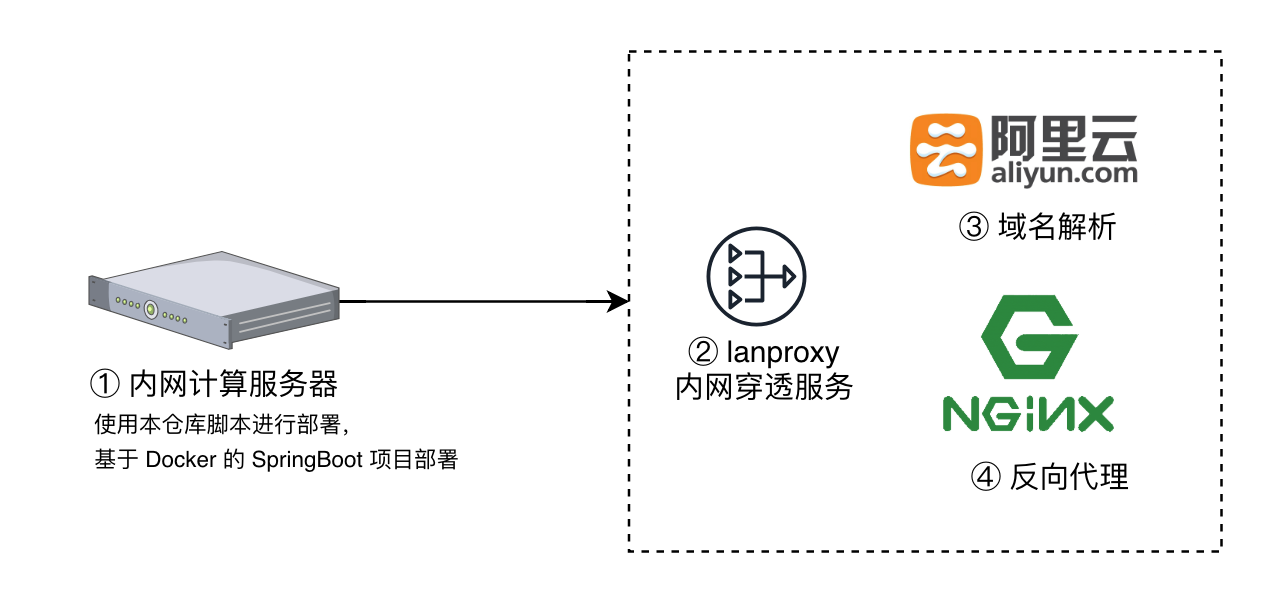 ① 内网计算服务器
使用本仓库脚本进行部署，
基于 Docker 的 SpringBoot 项目部署
② lanproxy
内网穿透服务
阿里云
aliyun.com
③ 域名解析
NGINX
④ 反向代理